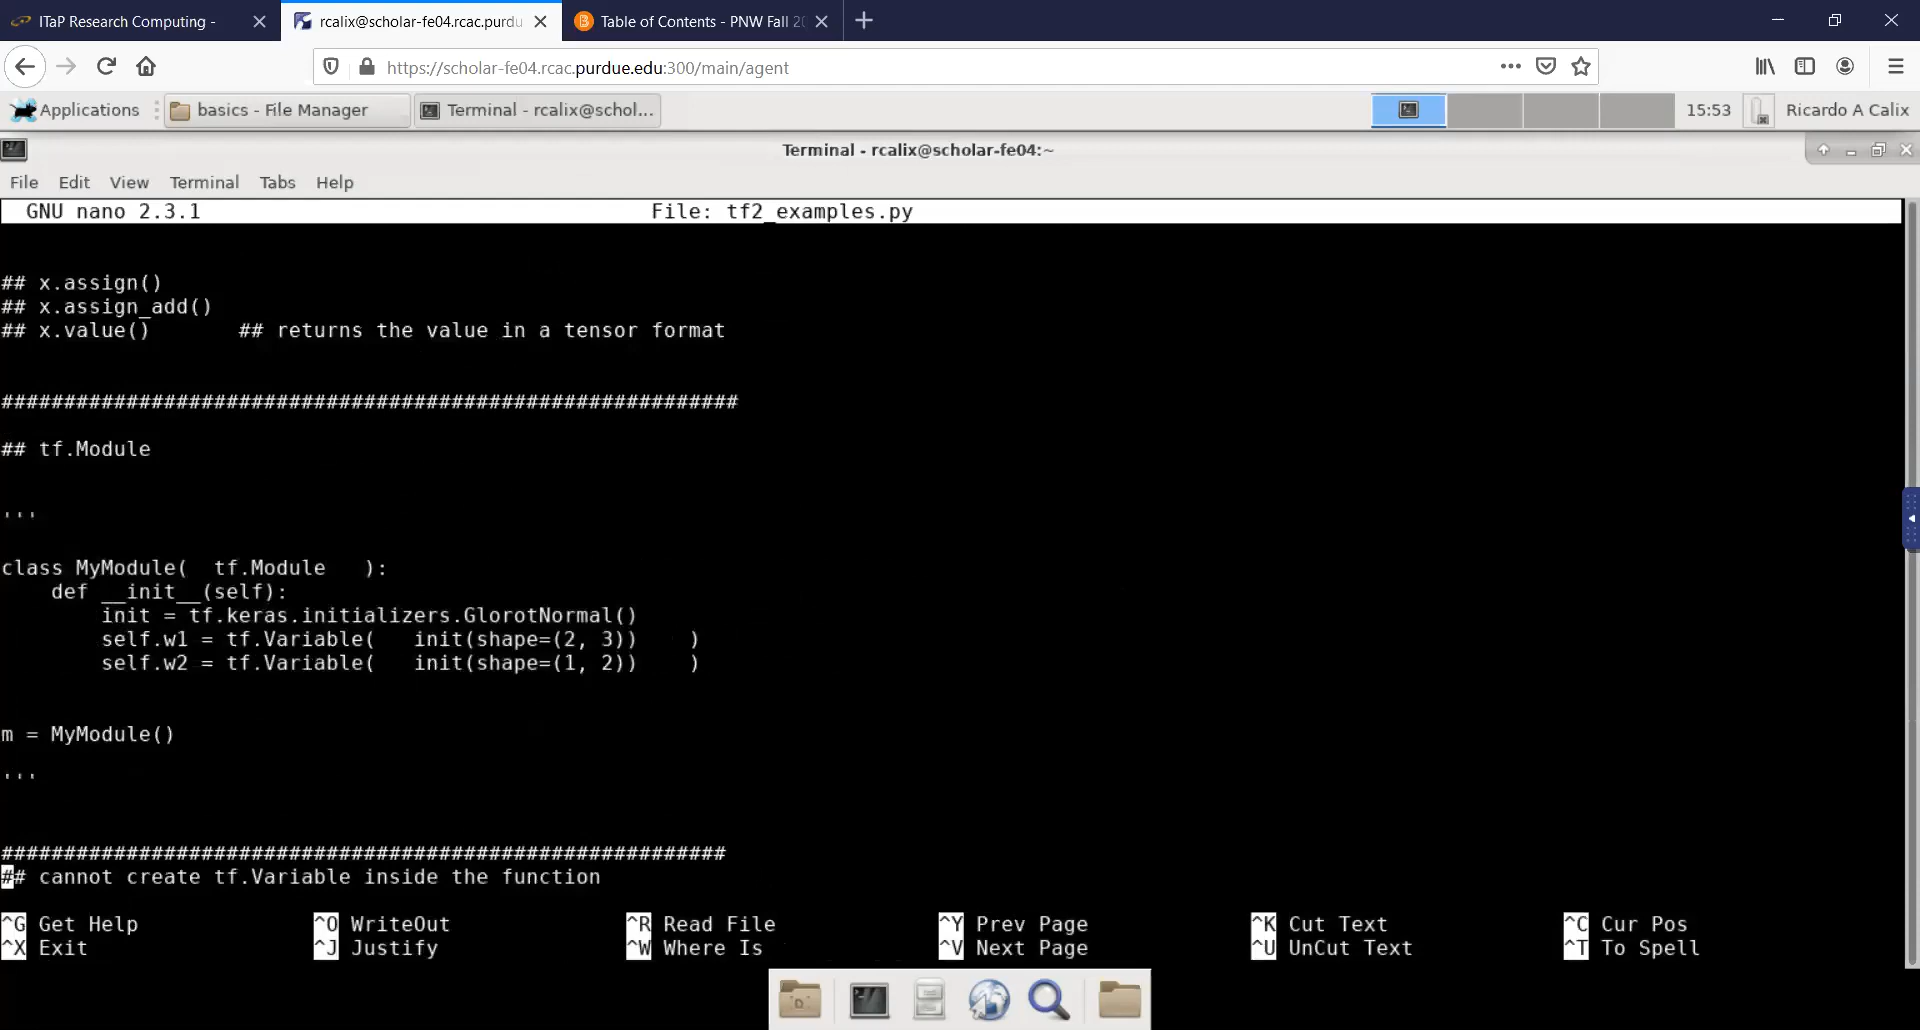 ITaP Research Computing -
rcalix@scholar-fe04.rcac.purdu
Table of Contents - PNW Fall 20
https://scholar-fe04.rcac.purdue.edu:300/main/agent
Applications
basics - File Manager
Terminal - rcalix@schol...
15:53
Ricardo A Calix
Terminal - rcalix@scholar-fe04:~
File Edit View Terminal Tabs Help
GNU nano 2.3.1 File: tf2_examples.py
## x.assign()
## x.assign_add()
## x.value() ## returns the value in a tensor format
###########################################################
## tf.Module
'''
class MyModule( tf.Module ):
def __init__(self):
init = tf.keras.initializers.GlorotNormal()
self.w1 = tf.Variable( init(shape=(2, 3)) )
self.w2 = tf.Variable( init(shape=(1, 2)) )
m = MyModule()
'''
##########################################################
## cannot create tf.Variable inside the function
^G Get Help ^O WriteOut ^R Read File ^Y Prev Page ^K Cut Text ^C Cur Pos
^X Exit ^J Justify ^W Where Is ^V Next Page ^U UnCut Text ^T To Spell